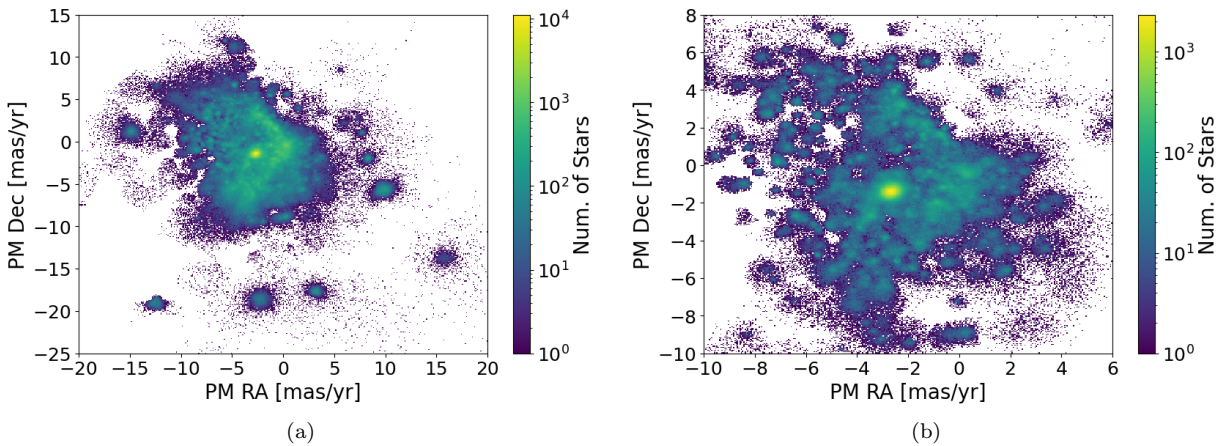 15
10
5
0
−5
−10
−15
−20
−25
−20 −15 −10 −5 0 5 10 15 20
PM RA [mas/yr]
PM Dec [mas/yr]
10⁴
10³
10²
10¹
10⁰
Num. of Stars
(a)
8
6
4
2
0
−2
−4
−6
−8
−10
−10 −8 −6 −4 −2 0 2 4 6
PM RA [mas/yr]
PM Dec [mas/yr]
10³
10²
10¹
10⁰
Num. of Stars
(b)